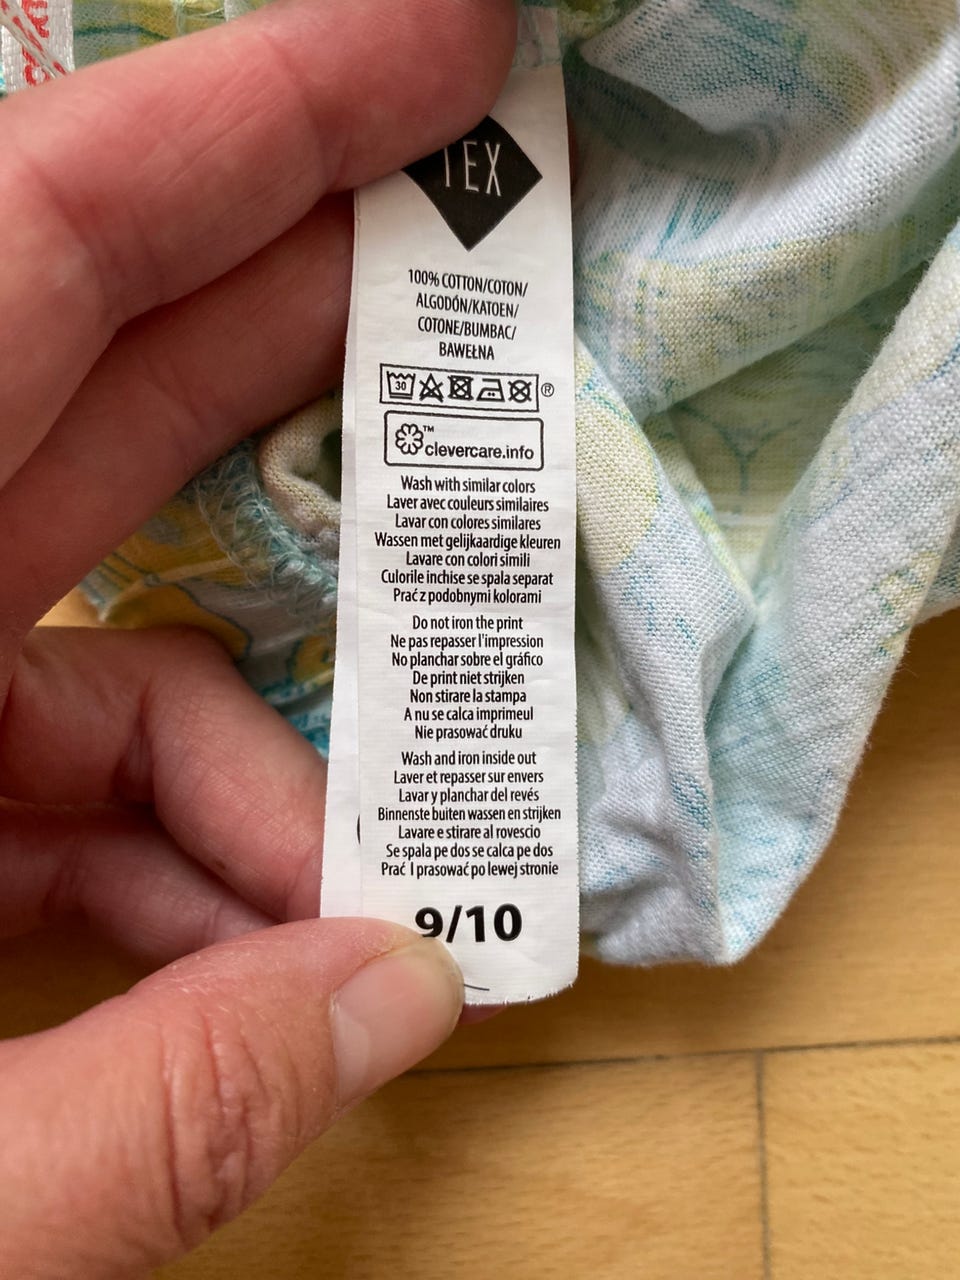 TEX
100% COTTON/COTON/
ALGODÓN/KATOEN/
COTONE/BUMBAC/
BAWEŁNA
30
®
™
clevercare.info
Wash with similar colors
Laver avec couleurs similaires
Lavar con colores similares
Wassen met gelijkaardige kleuren
Lavare con colori simili
Culorile inchise se spala separat
Prać z podobnymi kolorami
Do not iron the print
Ne pas repasser l'impression
No planchar sobre el gráfico
De print niet strijken
Non stirare la stampa
A nu se calca imprimeul
Nie prasować druku
Wash and iron inside out
Laver et repasser sur envers
Lavar y planchar del revés
Binnenste buiten wassen en strijken
Lavare e stirare al rovescio
Se spala pe dos se calca pe dos
Prać I prasować po lewej stronie
9/10